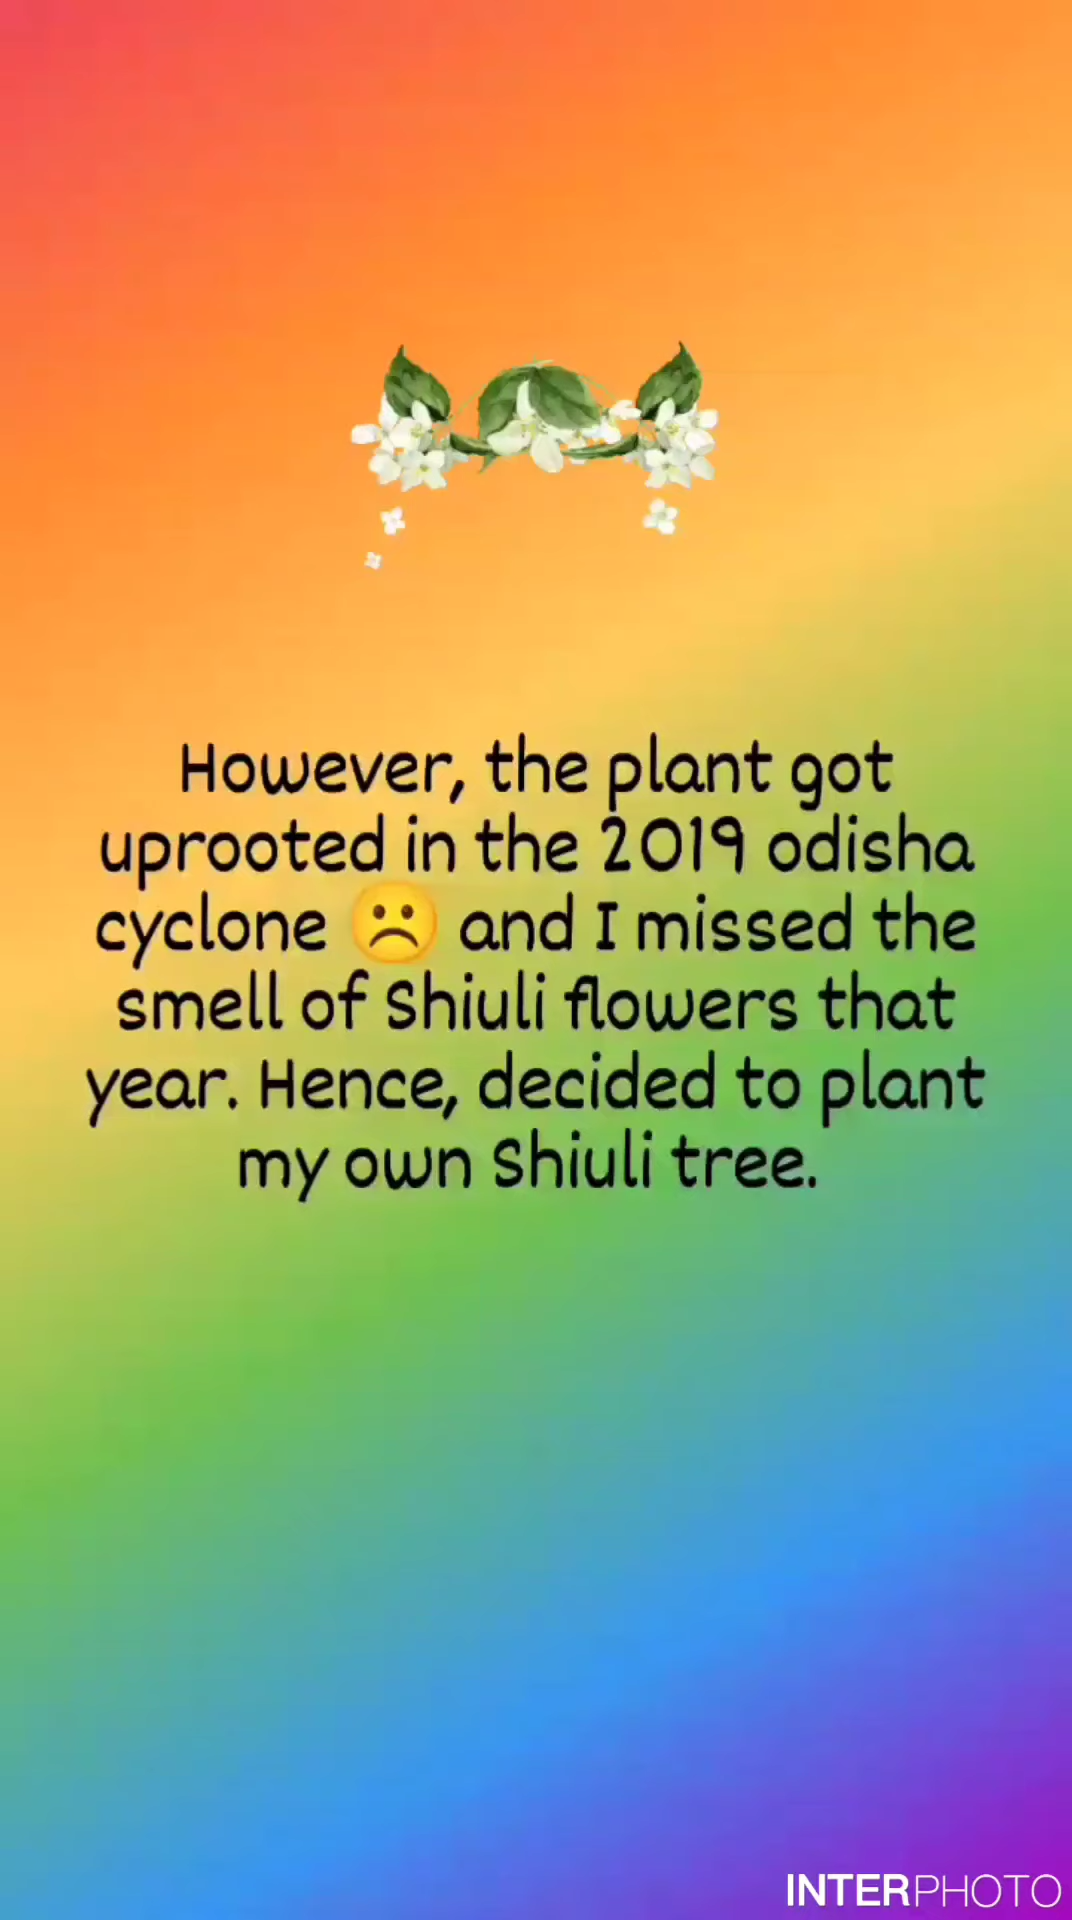 However, the plant got
uprooted in the 2019 odisha
cyclone ☹️ and I missed the
smell of Shiuli flowers that
year. Hence, decided to plant
my own Shiuli tree.
INTERPHOTO